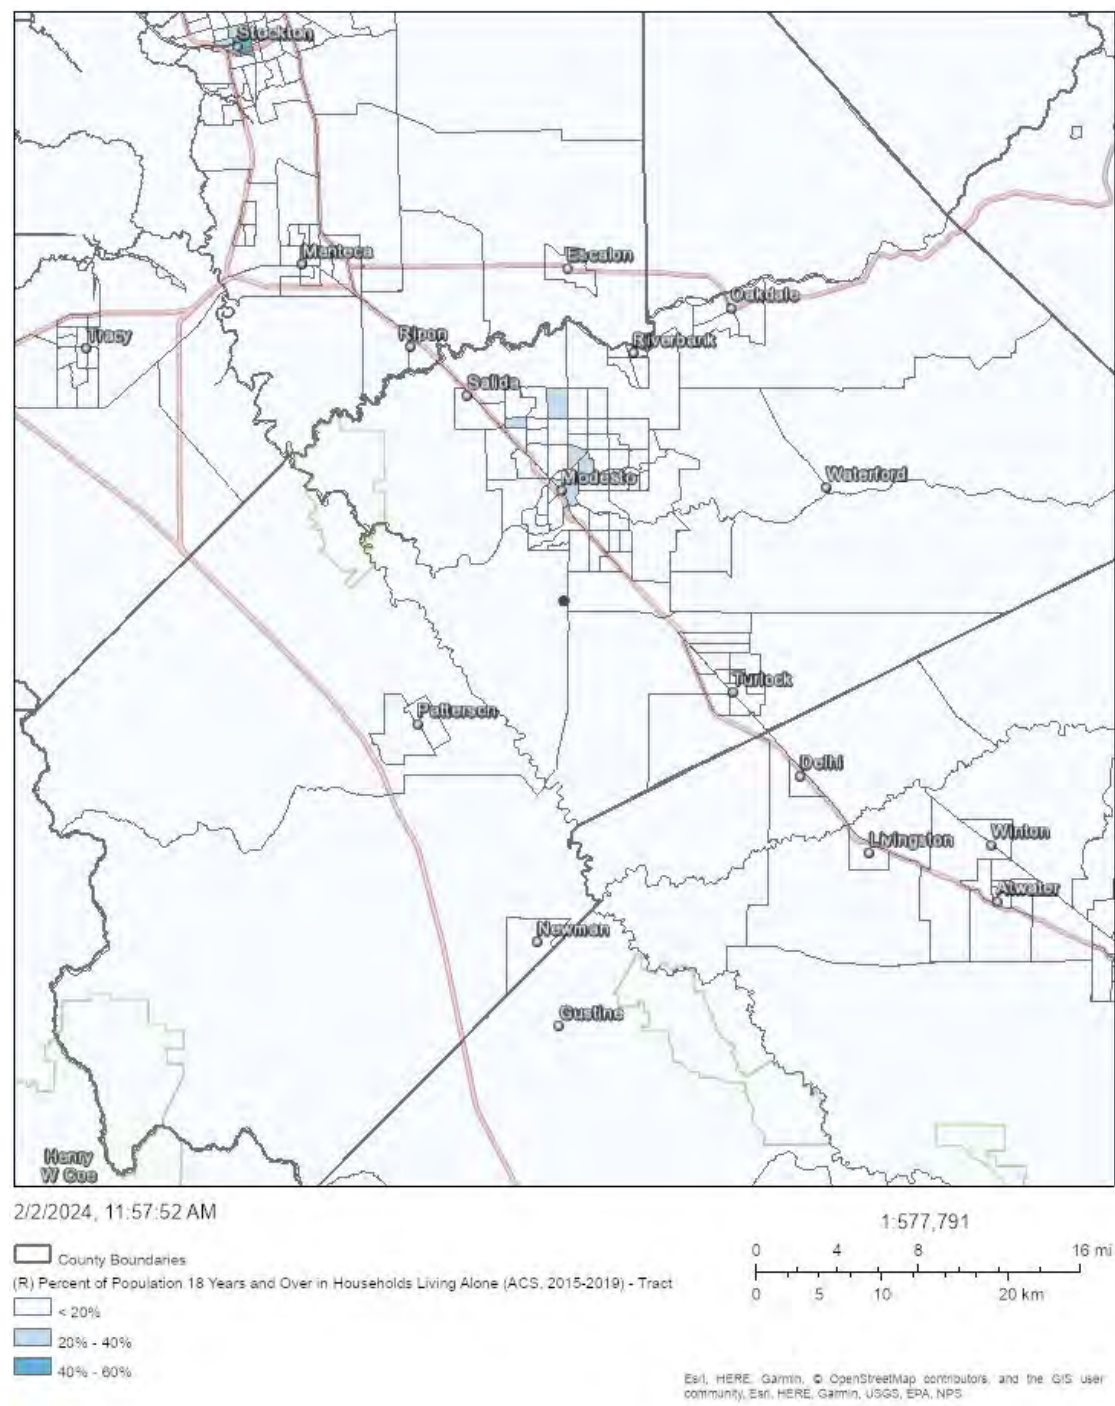 Stockton
Manteca
Escalon
Oakdale
Tracy
Ripon
Riverbank
Salida
Modesto
Waterford
Turlock
Patterson
Delhi
Livingston
Winton
Atwater
Newman
Gustine
Henry
W Coe
2/2/2024, 11:57:52 AM
1:577,791
County Boundaries
(R) Percent of Population 18 Years and Over in Households Living Alone (ACS, 2015-2019) - Tract
< 20%
20% - 40%
40% - 60%
0 4 8 16 mi
0 5 10 20 km
Esri, HERE, Garmin, © OpenStreetMap contributors, and the GIS user
community, Esri, HERE, Garmin, USGS, EPA, NPS